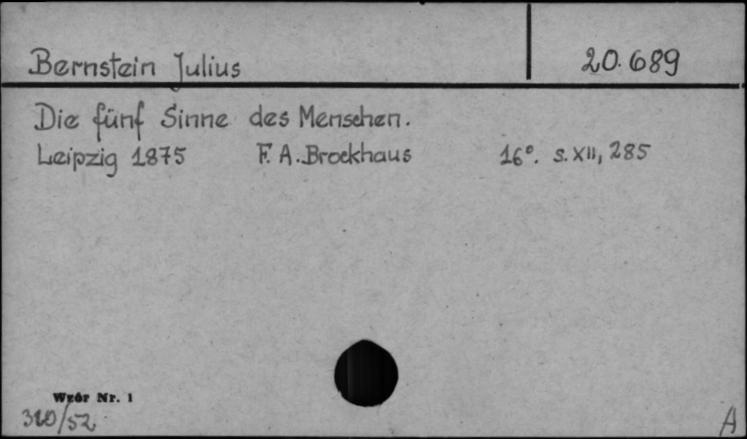 Bernstein Julius 20.689
Die fünf Sinne des Menschen.
Leipzig 1875 F. A. Brockhaus 16°. s. XII, 285
Wzór Nr. 1
310/52 A